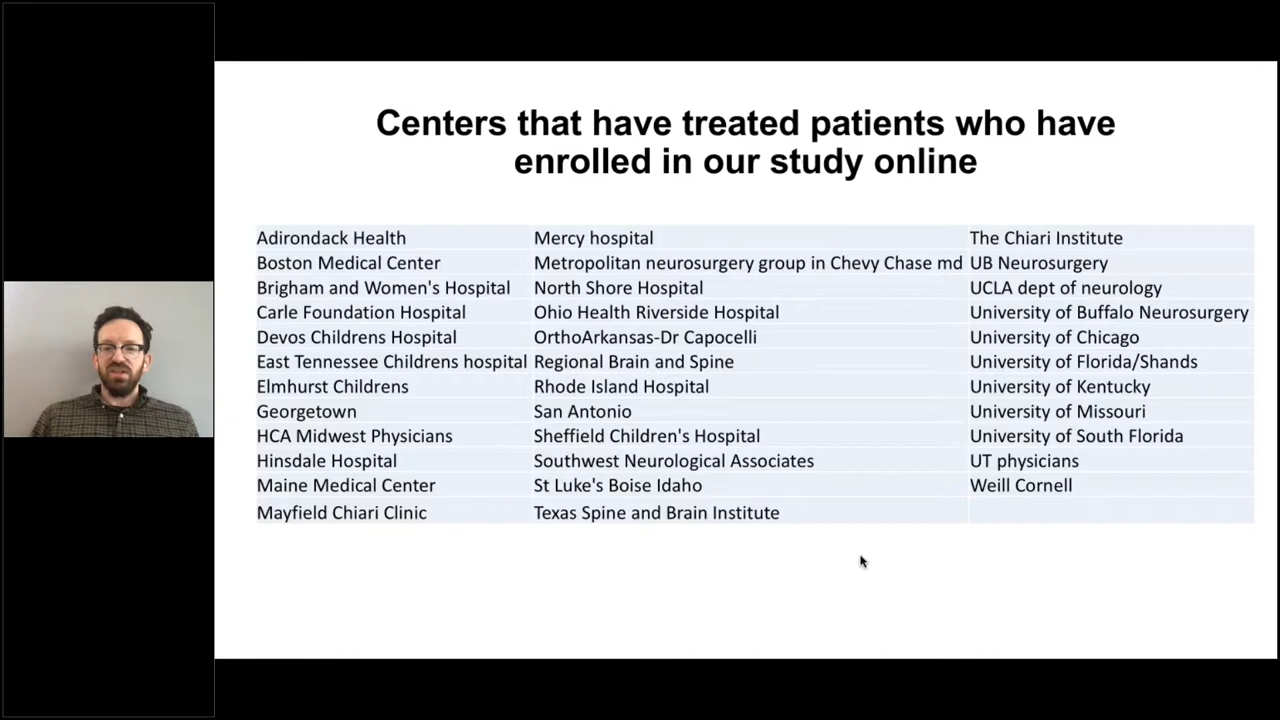 Centers that have treated patients who have
enrolled in our study online
Adirondack Health
Mercy hospital
The Chiari Institute
Boston Medical Center
Metropolitan neurosurgery group in Chevy Chase md
UB Neurosurgery
Brigham and Women's Hospital
North Shore Hospital
UCLA dept of neurology
Carle Foundation Hospital
Ohio Health Riverside Hospital
University of Buffalo Neurosurgery
Devos Childrens Hospital
OrthoArkansas-Dr Capocelli
University of Chicago
East Tennessee Childrens hospital
Regional Brain and Spine
University of Florida/Shands
Elmhurst Childrens
Rhode Island Hospital
University of Kentucky
Georgetown
San Antonio
University of Missouri
HCA Midwest Physicians
Sheffield Children's Hospital
University of South Florida
Hinsdale Hospital
Southwest Neurological Associates
UT physicians
Maine Medical Center
St Luke's Boise Idaho
Weill Cornell
Mayfield Chiari Clinic
Texas Spine and Brain Institute